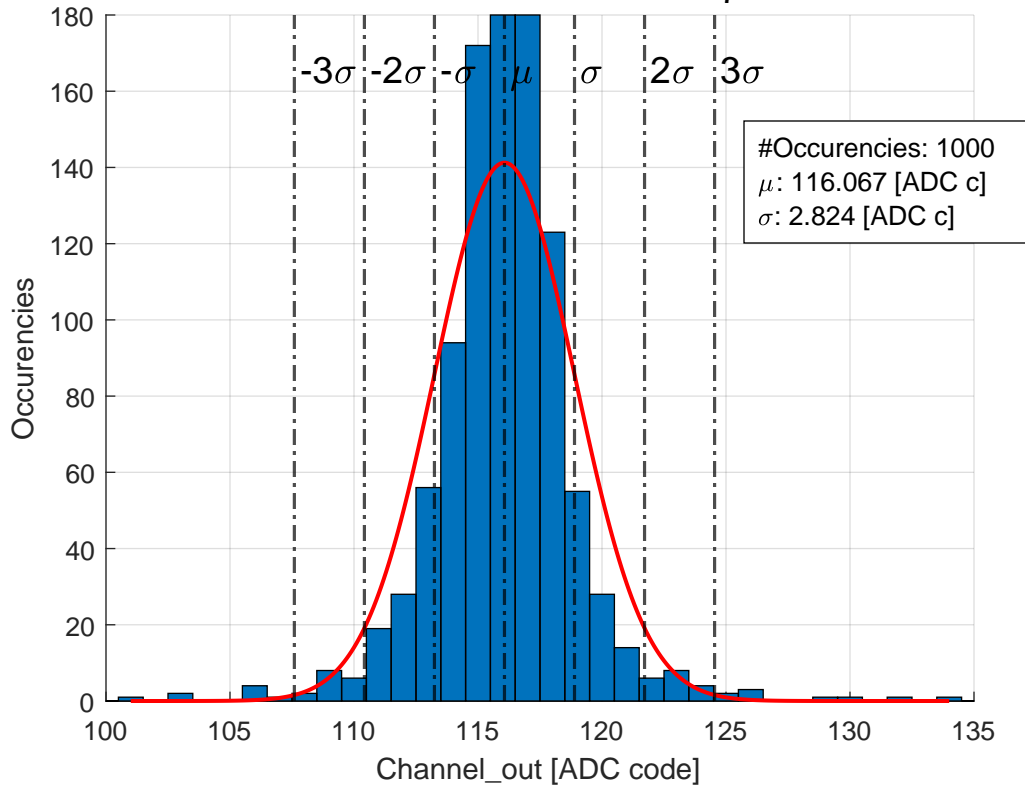 180
160
140
120
100
80
60
40
20
0
Occurencies
-3σ
-2σ
-σ
μ
σ
2σ
3σ
#Occurencies: 1000
μ: 116.067 [ADC c]
σ: 2.824 [ADC c]
100
105
110
115
120
125
130
135
Channel_out [ADC code]